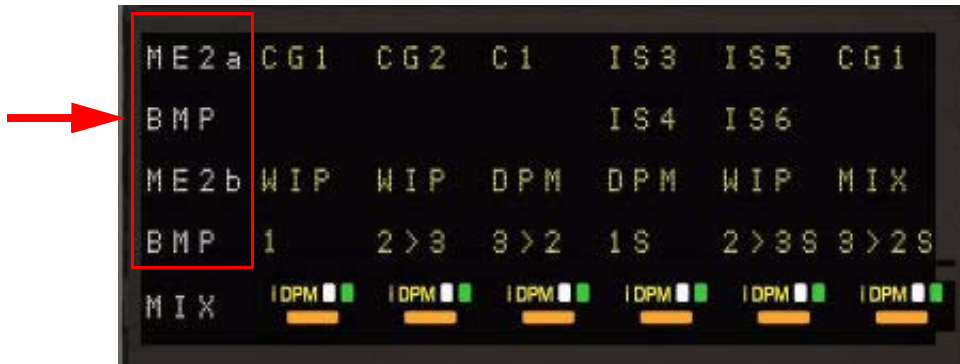 ME2a CG1 CG2 C1 IS3 IS5 CG1
BMP IS4 IS6
ME2b WIP WIP DPM DPM WIP MIX
BMP 1 2>3 3>2 1S 2>3S 3>2S
MIX I DPM I DPM I DPM I DPM I DPM I DPM